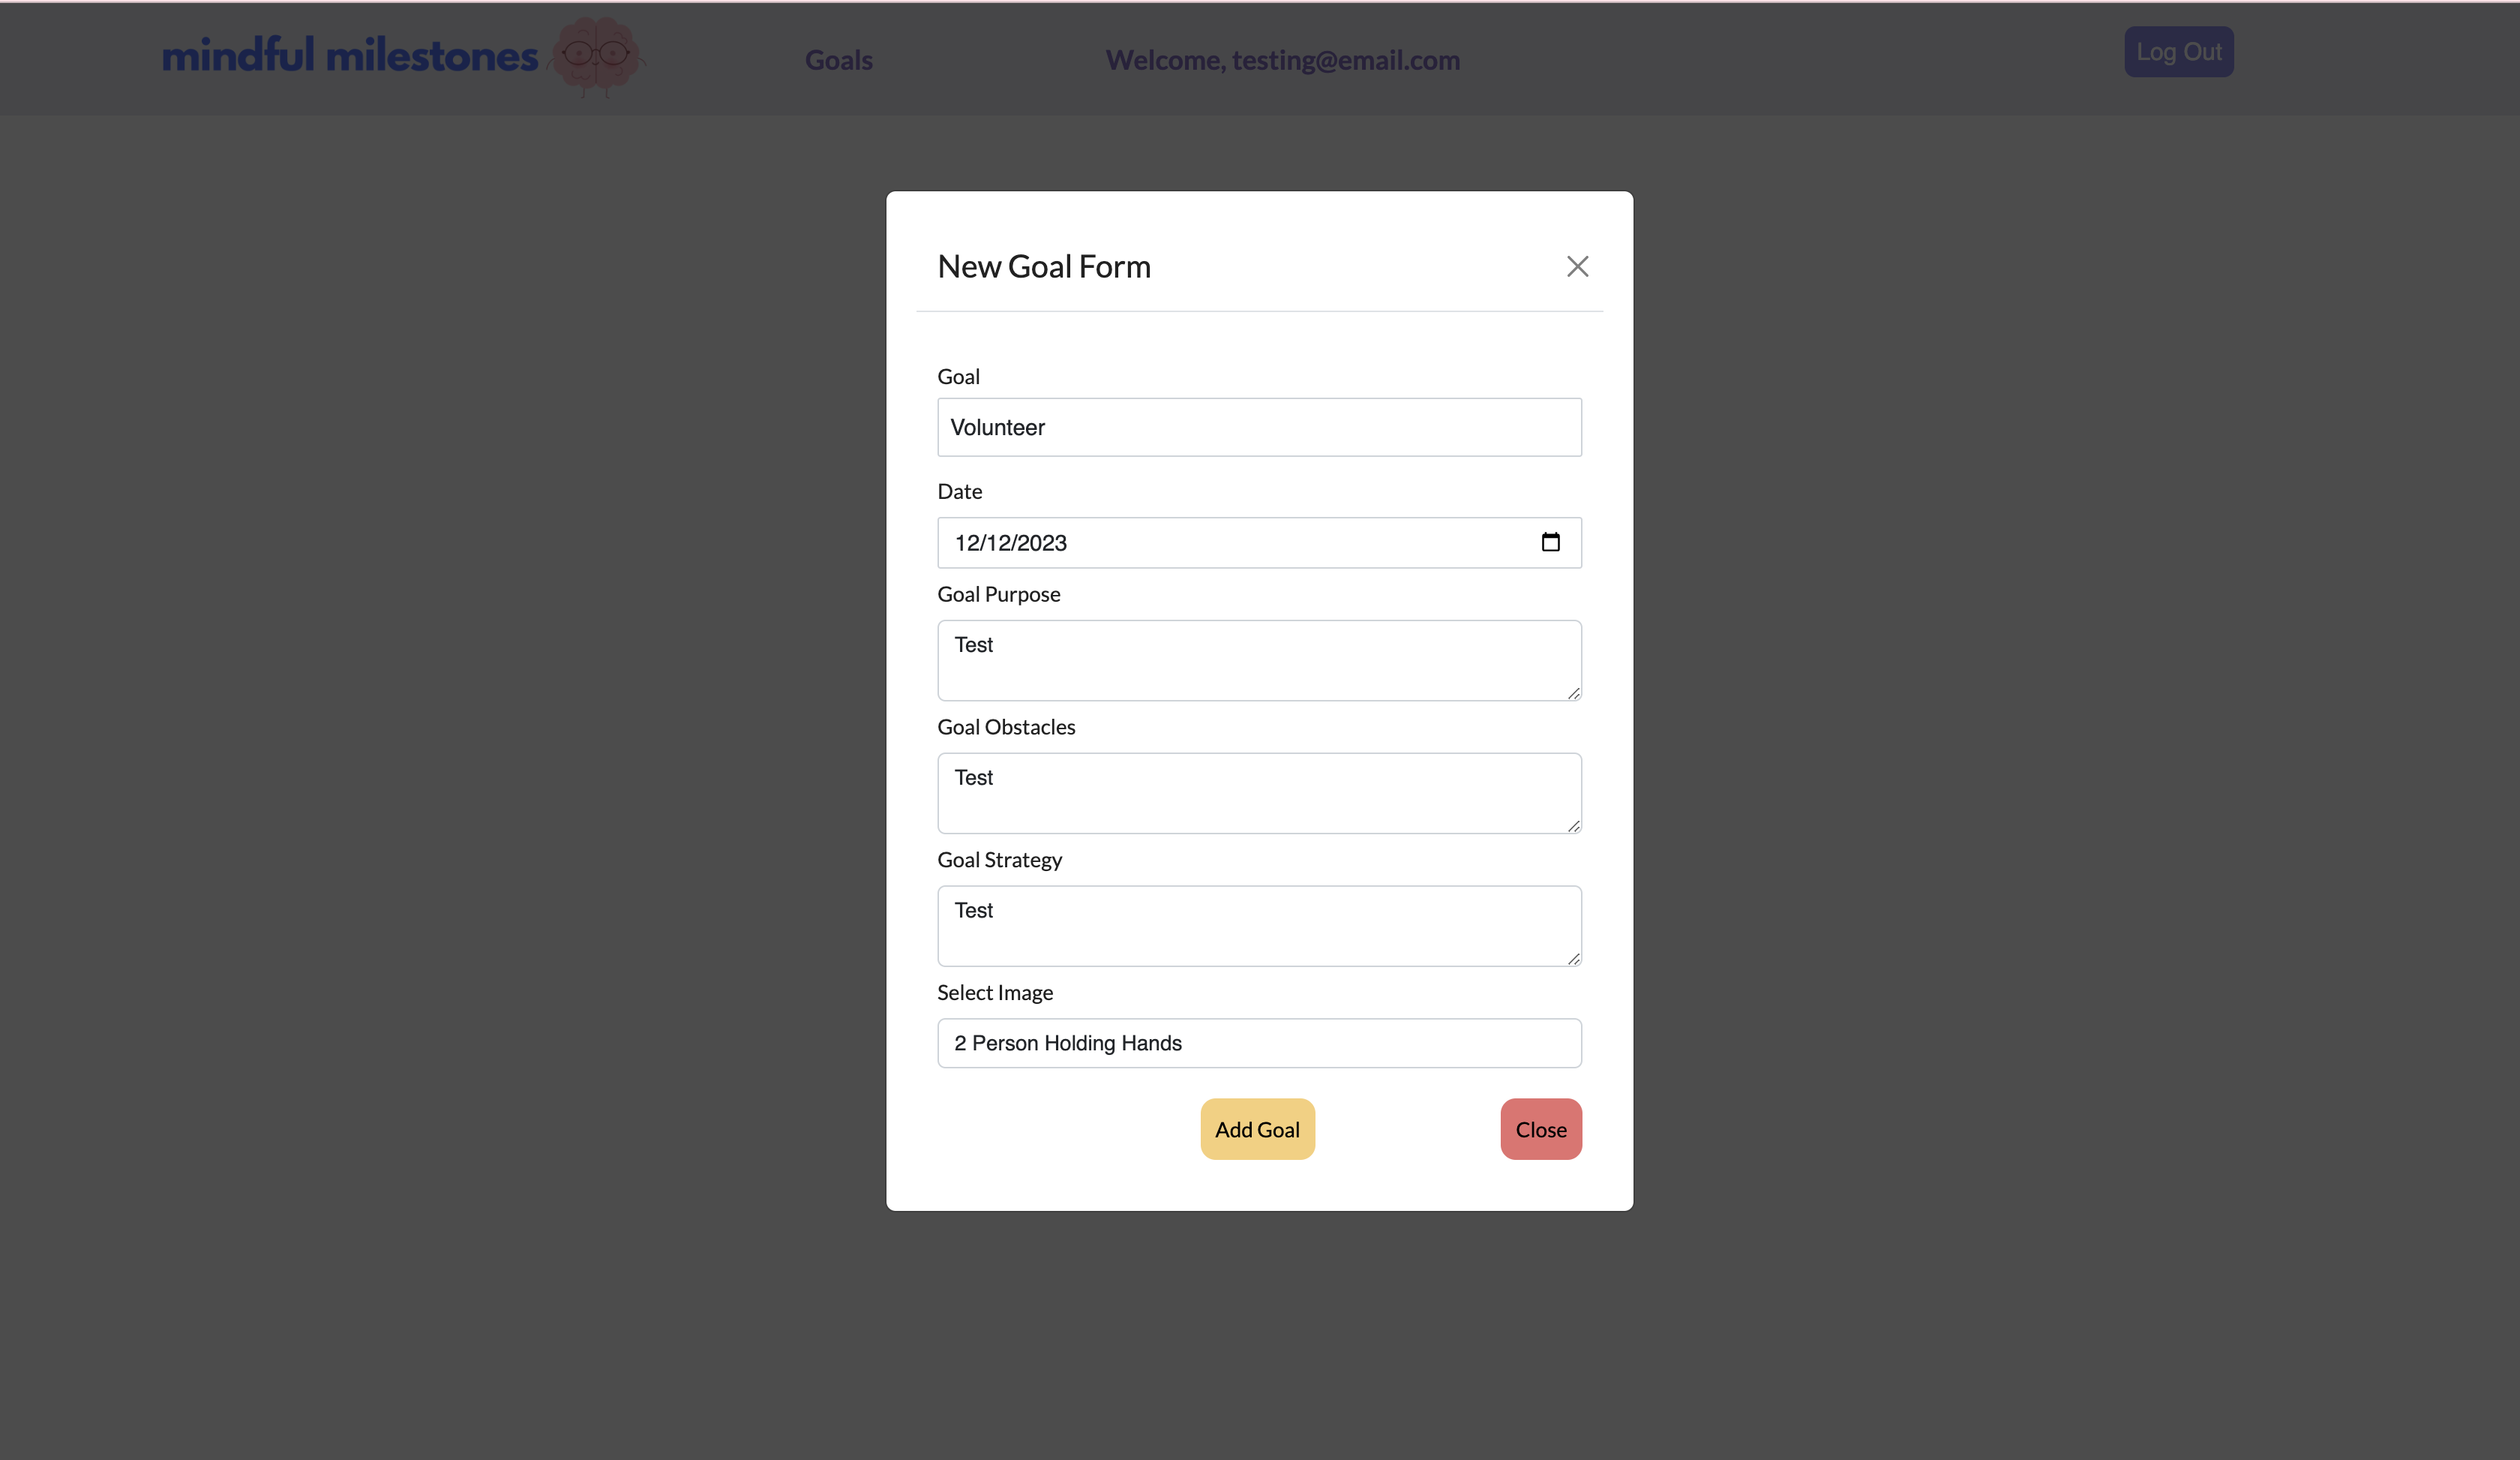 mindful milestones
Goals
Welcome, testing@email.com
Log Out
New Goal Form
Goal
Volunteer
Date
12/12/2023
Goal Purpose
Test
Goal Obstacles
Test
Goal Strategy
Test
Select Image
2 Person Holding Hands
Add Goal
Close